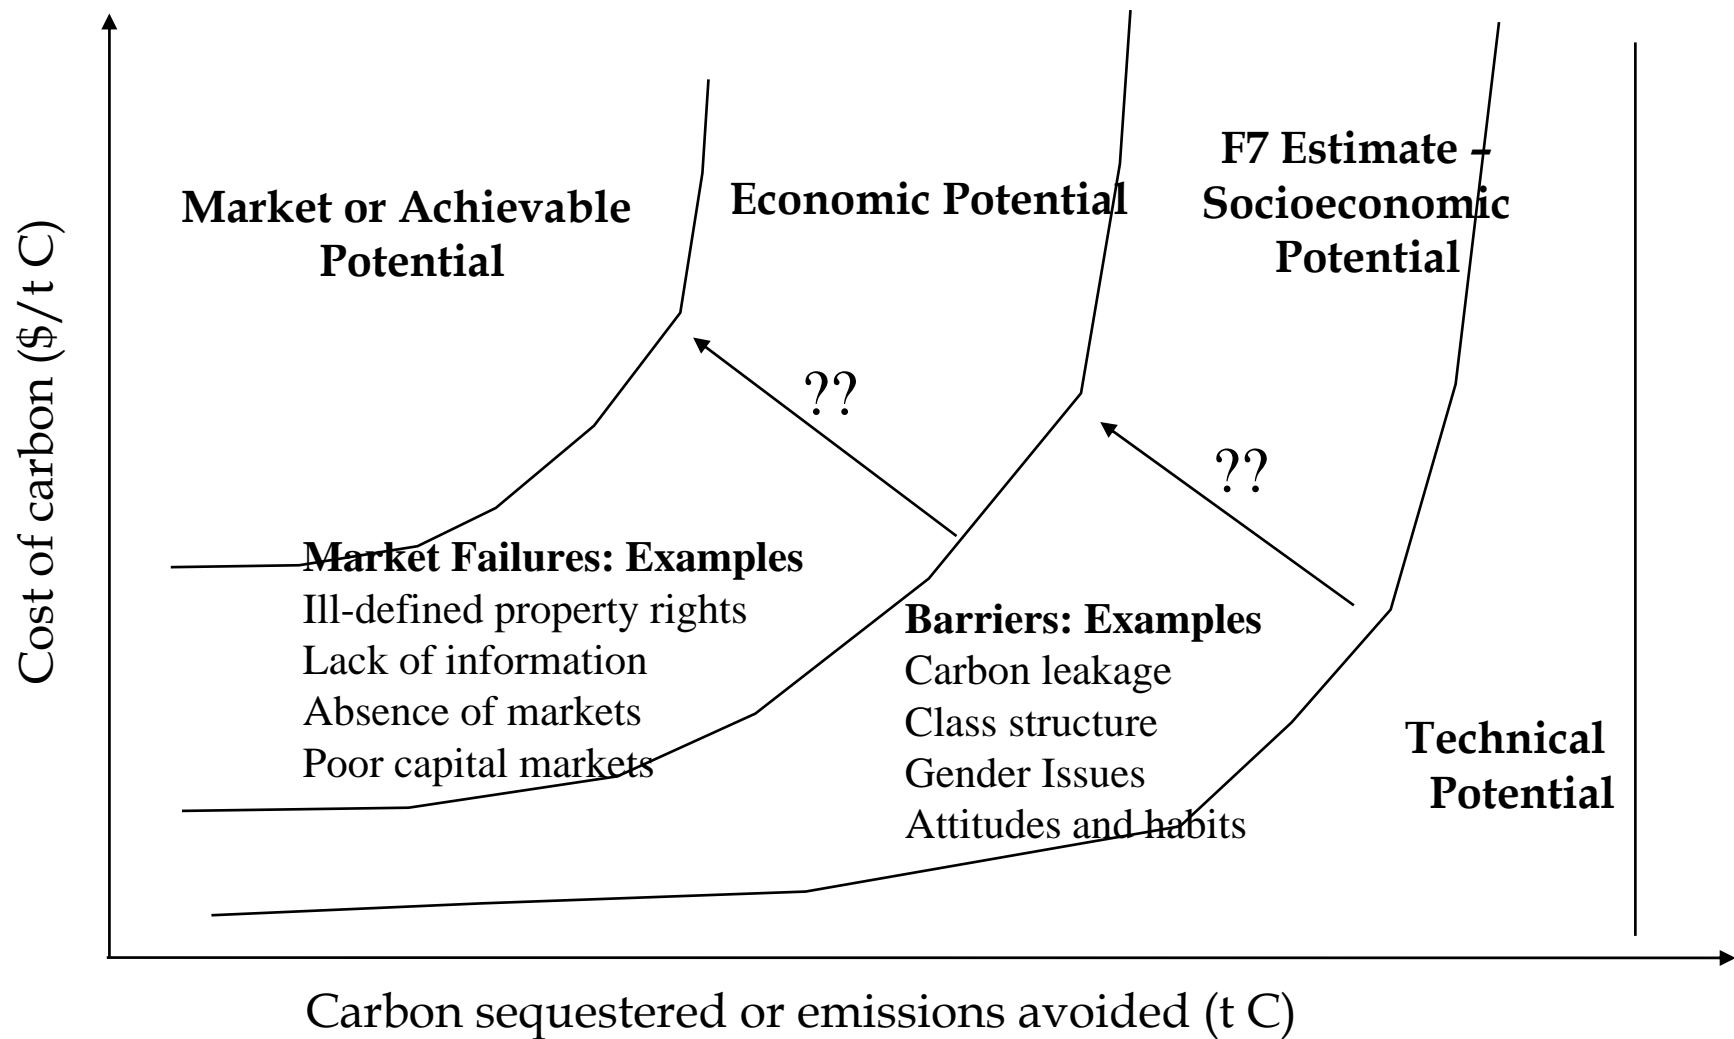 Cost of carbon ($/t C)
Market or Achievable
Potential
Economic Potential
F7 Estimate –
Socioeconomic
Potential
??
??
Market Failures: Examples
Ill-defined property rights
Lack of information
Absence of markets
Poor capital markets
Barriers: Examples
Carbon leakage
Class structure
Gender Issues
Attitudes and habits
Technical
Potential
Carbon sequestered or emissions avoided (t C)